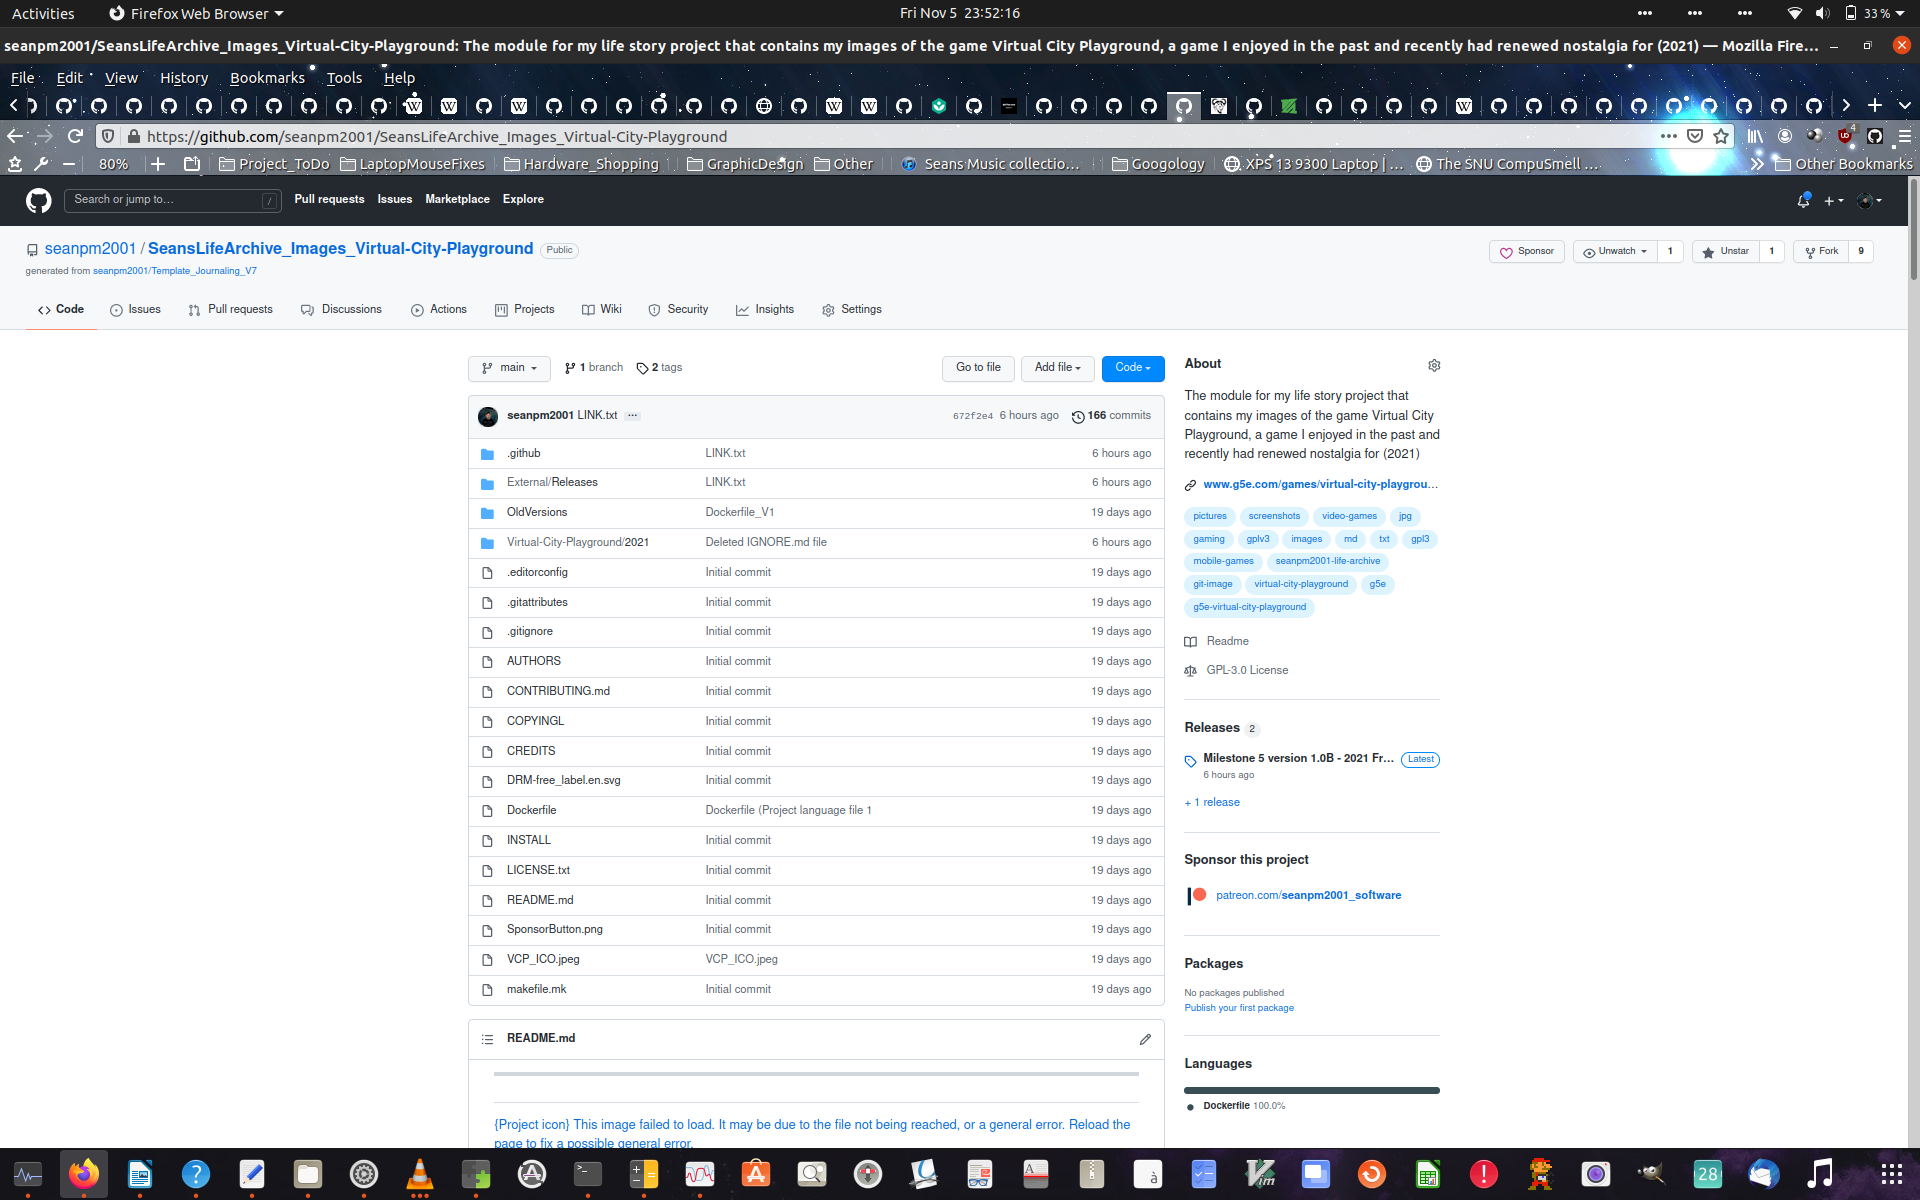 Activities Firefox Web Browser Fri Nov 5 23:52:16 33 %
seanpm2001/SeansLifeArchive_Images_Virtual-City-Playground: The module for my life story project that contains my images of the game Virtual City Playground, a game I enjoyed in the past and recently had renewed nostalgia for (2021) — Mozilla Fire...
File Edit View History Bookmarks Tools Help
https://github.com/seanpm2001/SeansLifeArchive_Images_Virtual-City-Playground
80% Project_ToDo LaptopMouseFixes Hardware_Shopping GraphicDesign Other Seans Music collectio... Googology XPS 13 9300 Laptop | ... The SNU CompuSmell ... Other Bookmarks
Search or jump to... / Pull requests Issues Marketplace Explore
seanpm2001 / SeansLifeArchive_Images_Virtual-City-Playground Public Sponsor Unwatch 1 Unstar 1 Fork 9
generated from seanpm2001/Template_Journaling_V7
Code Issues Pull requests Discussions Actions Projects Wiki Security Insights Settings
main 1 branch 2 tags Go to file Add file Code
seanpm2001 LINK.txt ... 672f2e4 6 hours ago 166 commits
.github LINK.txt 6 hours ago
External/Releases LINK.txt 6 hours ago
OldVersions Dockerfile_V1 19 days ago
Virtual-City-Playground/2021 Deleted IGNORE.md file 6 hours ago
.editorconfig Initial commit 19 days ago
.gitattributes Initial commit 19 days ago
.gitignore Initial commit 19 days ago
AUTHORS Initial commit 19 days ago
CONTRIBUTING.md Initial commit 19 days ago
COPYINGL Initial commit 19 days ago
CREDITS Initial commit 19 days ago
DRM-free_label.en.svg Initial commit 19 days ago
Dockerfile Dockerfile (Project language file 1 19 days ago
INSTALL Initial commit 19 days ago
LICENSE.txt Initial commit 19 days ago
README.md Initial commit 19 days ago
SponsorButton.png Initial commit 19 days ago
VCP_ICO.jpeg VCP_ICO.jpeg 19 days ago
makefile.mk Initial commit 19 days ago
README.md
{Project icon} This image failed to load. It may be due to the file not being reached, or a general error. Reload the
page to fix a possible general error.
About
The module for my life story project that
contains my images of the game Virtual City
Playground, a game I enjoyed in the past and
recently had renewed nostalgia for (2021)
www.g5e.com/games/virtual-city-playgrou...
pictures screenshots video-games jpg
gaming gplv3 images md txt gpl3
mobile-games seanpm2001-life-archive
git-image virtual-city-playground g5e
g5e-virtual-city-playground
Readme
GPL-3.0 License
Releases 2
Milestone 5 version 1.0B - 2021 Fr... Latest
6 hours ago
+ 1 release
Sponsor this project
patreon.com/seanpm2001_software
Packages
No packages published
Publish your first package
Languages
Dockerfile 100.0%
28